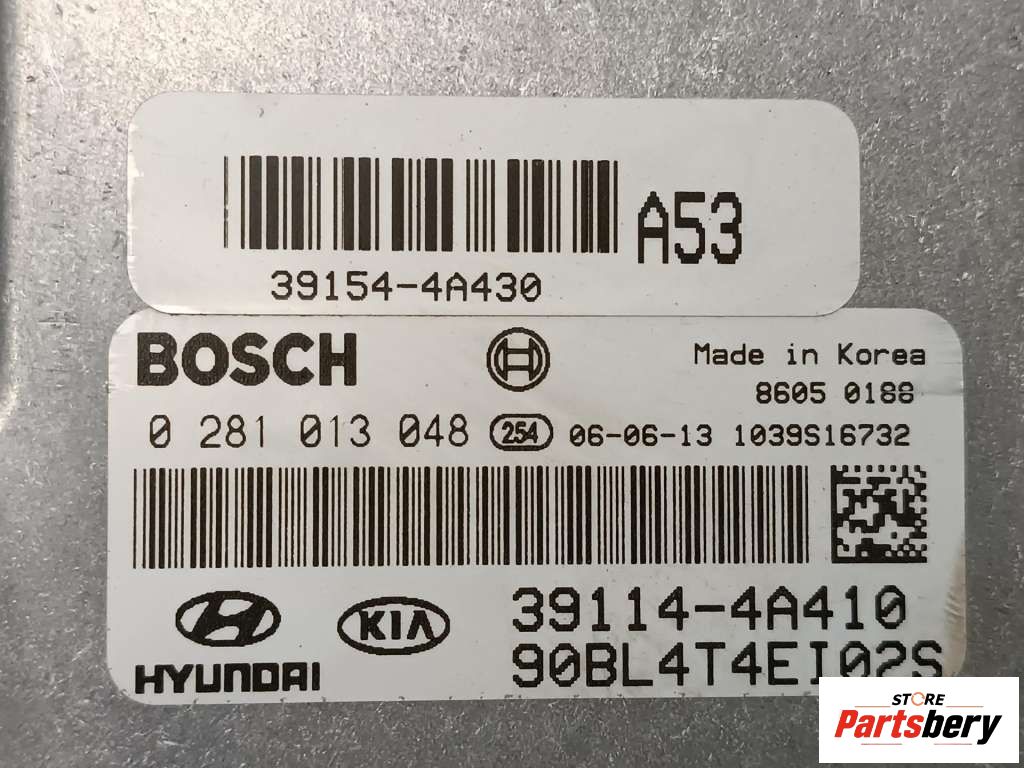 A53
39154-4A430
BOSCH
Made in Korea
8605 0188
0 281 013 048 254 06-06-13 1039S16732
39114-4A410
KIA
HYUNDAI
90BL4T4EI02S
STORE
Partsbery